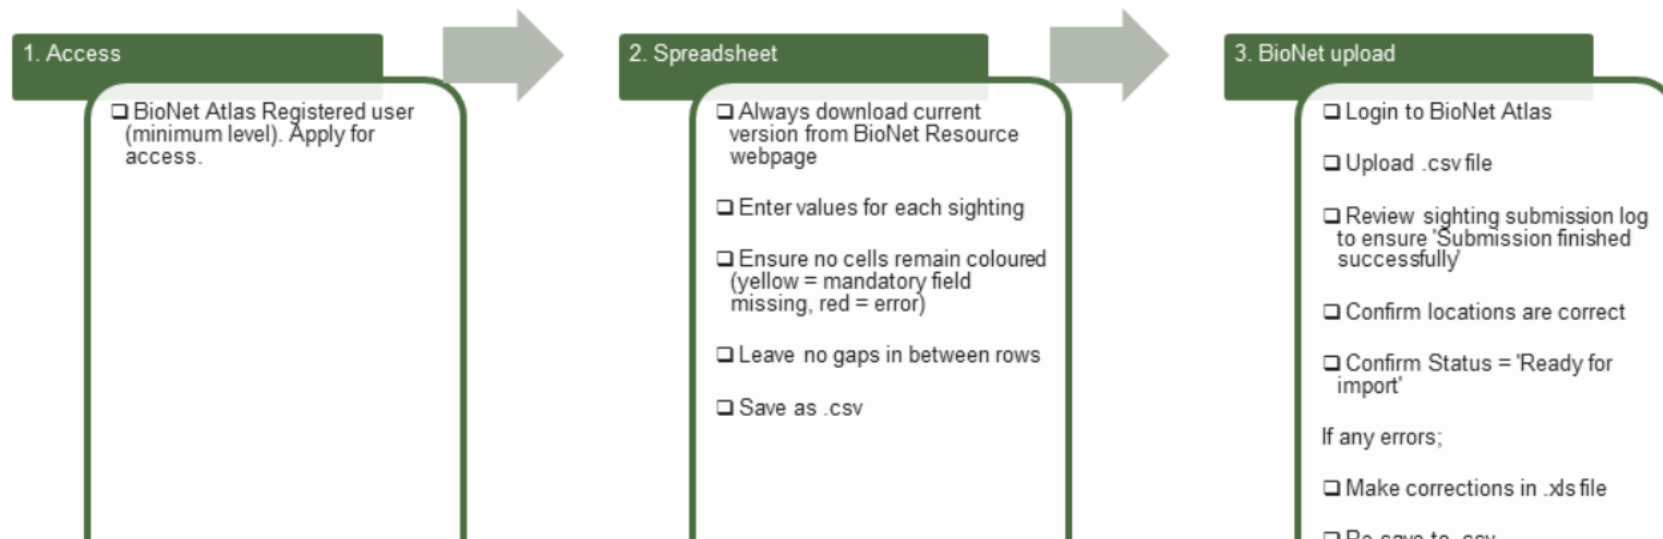 1. Access
❑ BioNet Atlas Registered user
(minimum level). Apply for
access.
2. Spreadsheet
❑ Always download current
version from BioNet Resource
webpage
❑ Enter values for each sighting
❑ Ensure no cells remain coloured
(yellow = mandatory field
missing, red = error)
❑ Leave no gaps in between rows
❑ Save as .csv
3. BioNet upload
❑ Login to BioNet Atlas
❑ Upload .csv file
❑ Review sighting submission log
to ensure 'Submission finished
successfully'
❑ Confirm locations are correct
❑ Confirm Status = 'Ready for
import'
If any errors;
❑ Make corrections in .xls file
❑ Re-save to .csv